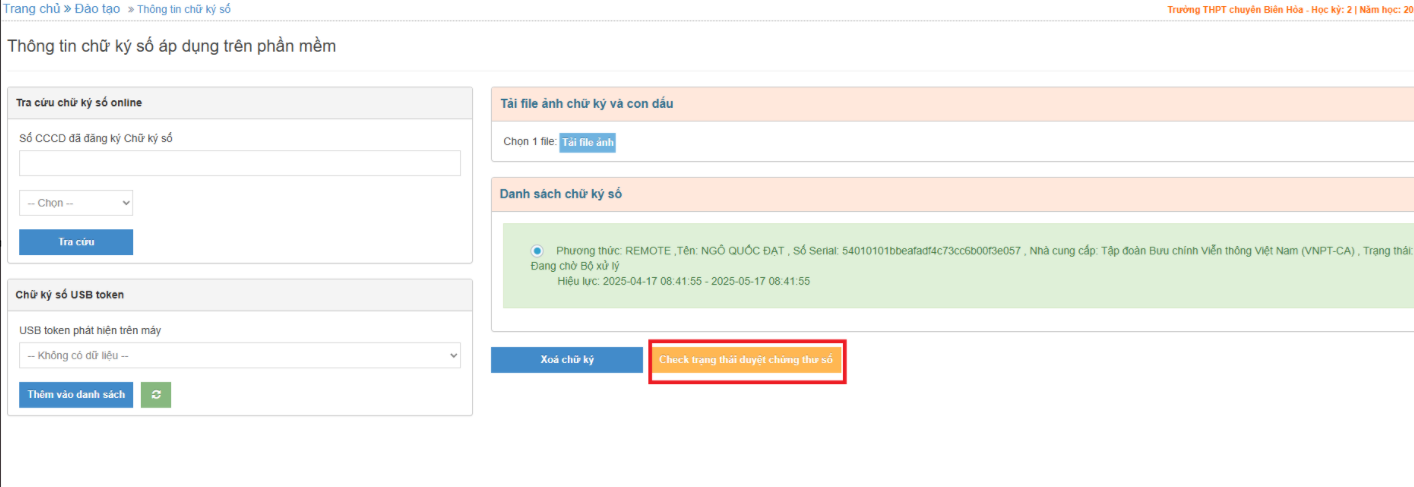 Trang chủ » Đào tạo » Thông tin chữ ký số
Trường THPT chuyên Biên Hòa - Học kỳ: 2 | Năm học: 20
Thông tin chữ ký số áp dụng trên phần mềm
Tra cứu chữ ký số online
Số CCCD đã đăng ký Chữ ký số
-- Chọn --
Tra cứu
Chữ ký số USB token
USB token phát hiện trên máy
-- Không có dữ liệu --
Thêm vào danh sách
Tải file ảnh chữ ký và con dấu
Chọn 1 file: Tải file ảnh
Danh sách chữ ký số
Phương thức: REMOTE ,Tên: NGÔ QUỐC ĐẠT , Số Serial: 54010101bbeafadf4c73cc6b00f3e057 , Nhà cung cấp: Tập đoàn Bưu chính Viễn thông Việt Nam (VNPT-CA) , Trạng thái:
Đang chờ Bộ xử lý
Hiệu lực: 2025-04-17 08:41:55 - 2025-05-17 08:41:55
Xoá chữ ký
Check trạng thái duyệt chứng thư số